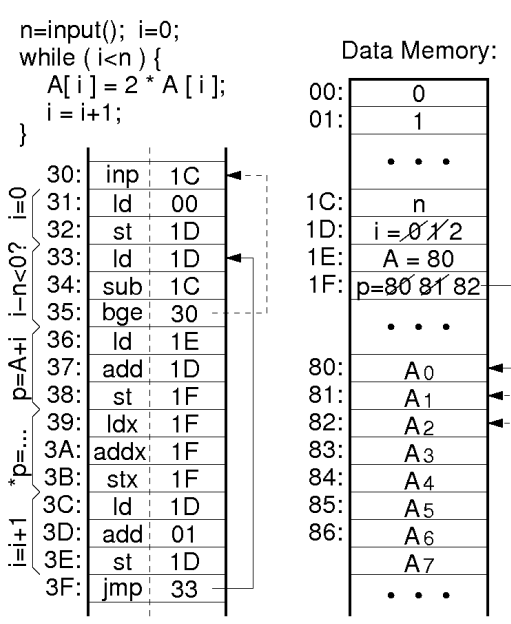 n=input();  i=0;
while ( i<n ) {
A[ i ] = 2 * A [ i ];
i = i+1;
}
30: inp 1C
31: ld 00
32: st 1D
33: ld 1D
34: sub 1C
35: bge 30
36: ld 1E
37: add 1D
38: st 1F
39: ldx 1F
3A: addx 1F
3B: stx 1F
3C: ld 1D
3D: add 01
3E: st 1D
3F: jmp 33
i=0
i−n<0?
p=A+i
*p=...
i=i+1
Data Memory:
00: 0
01: 1
• • •
1C: n
1D: i = 0 1 2
1E: A = 80
1F: p=80 81 82
• • •
80: A0
81: A1
82: A2
83: A3
84: A4
85: A5
86: A6
A7
• • •